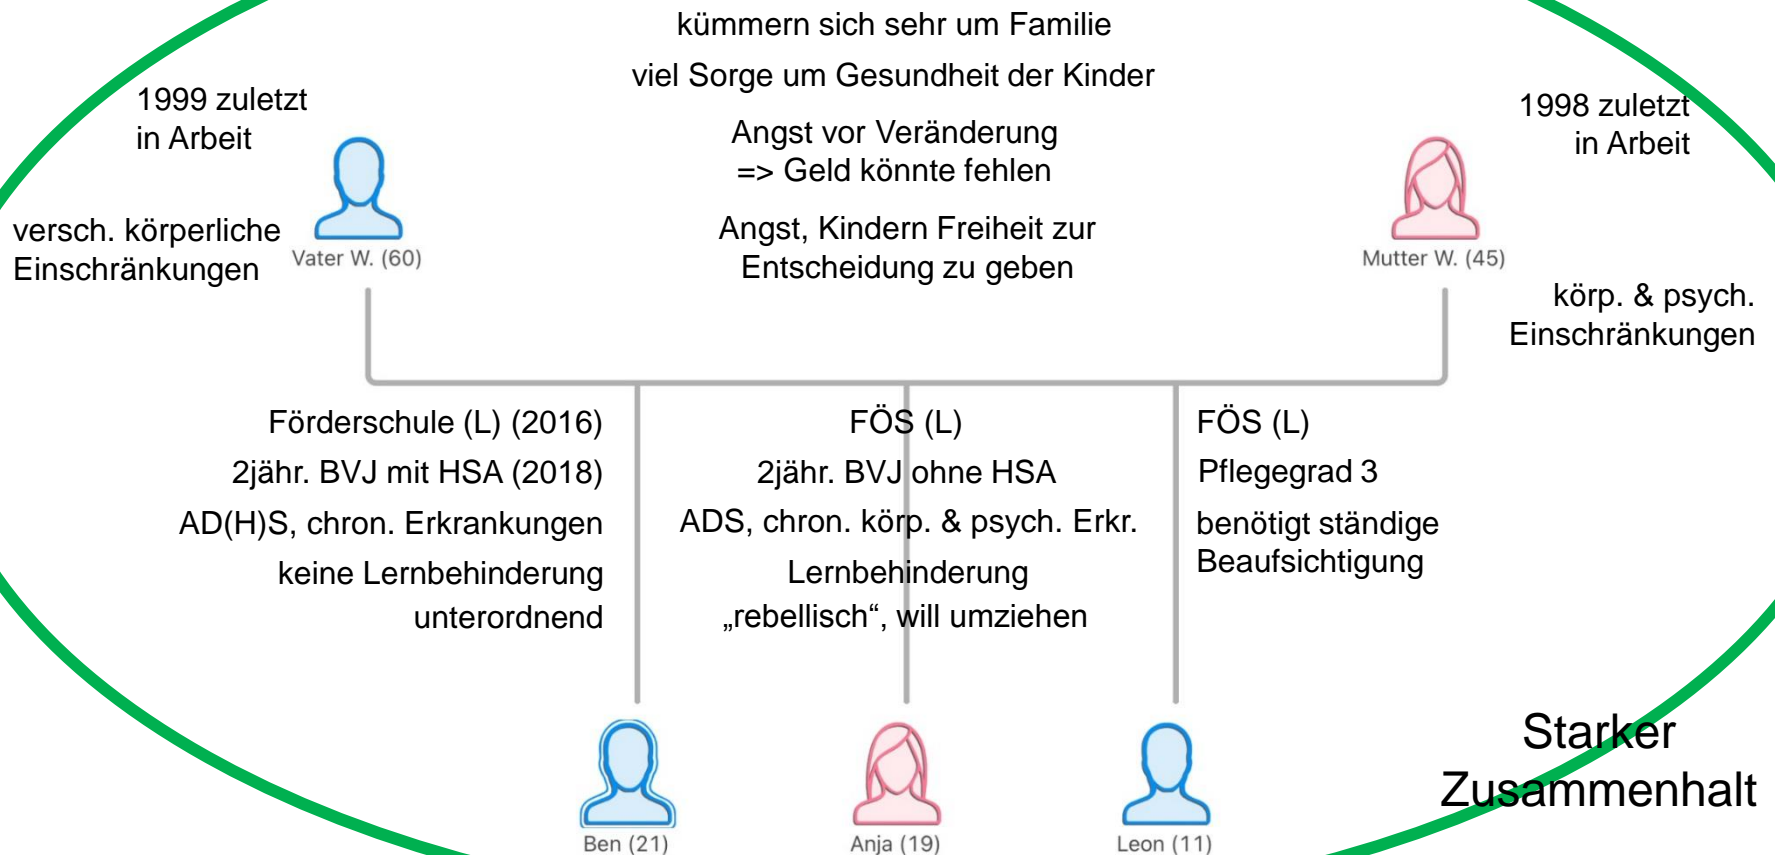 kümmern sich sehr um Familie
viel Sorge um Gesundheit der Kinder
Angst vor Veränderung
=> Geld könnte fehlen
Angst, Kindern Freiheit zur
Entscheidung zu geben
1999 zuletzt
in Arbeit
versch. körperliche
Einschränkungen
Vater W. (60)
1998 zuletzt
in Arbeit
Mutter W. (45)
körp. & psych.
Einschränkungen
Förderschule (L) (2016)
2jähr. BVJ mit HSA (2018)
AD(H)S, chron. Erkrankungen
keine Lernbehinderung
unterordnend
Ben (21)
FÖS (L)
2jähr. BVJ ohne HSA
ADS, chron. körp. & psych. Erkr.
Lernbehinderung
„rebellisch“, will umziehen
Anja (19)
FÖS (L)
Pflegegrad 3
benötigt ständige
Beaufsichtigung
Leon (11)
Starker
Zusammenhalt